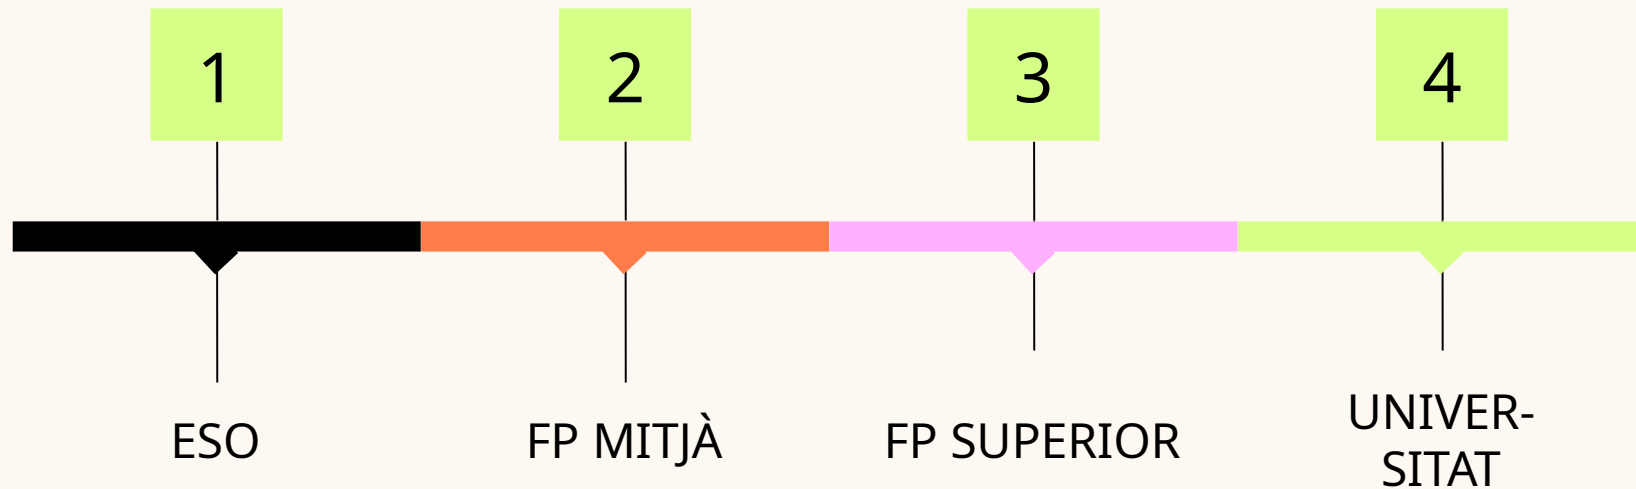 1
2
3
4
ESO
FP MITJÀ
FP SUPERIOR
UNIVER-
SITAT